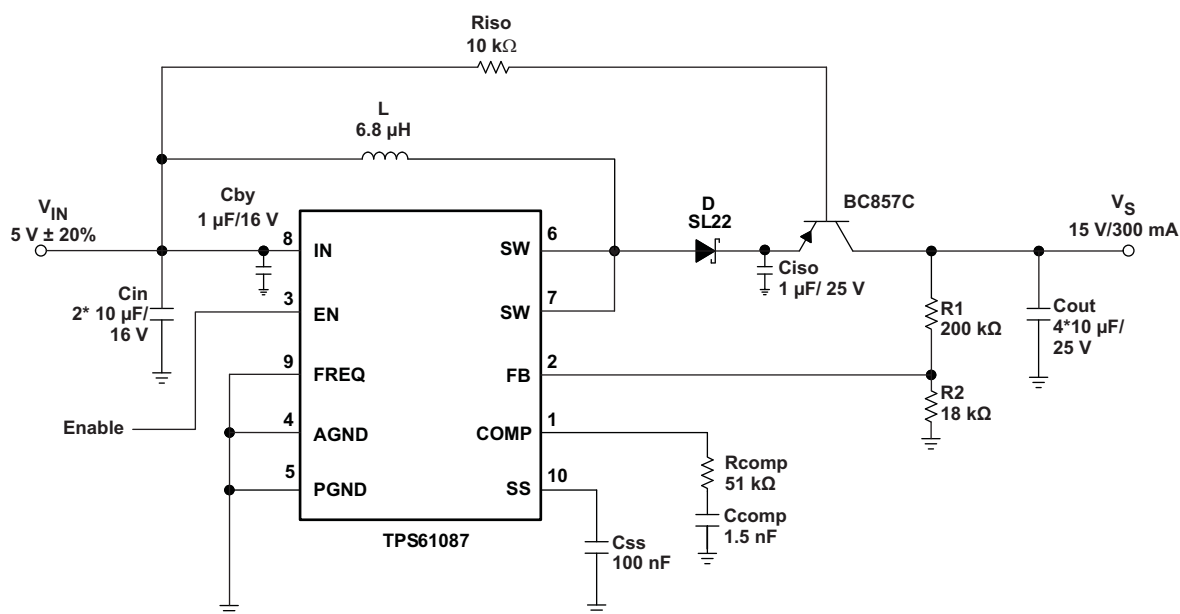 Riso
10 kΩ
L
6.8 µH
Cby
1 µF/16 V
BC857C
D
SL22
V_IN
5 V ± 20%
V_S
15 V/300 mA
8
IN
SW
6
Ciso
1 µF/ 25 V
Cin
2* 10 µF/
16 V
3
EN
SW
7
R1
200 kΩ
Cout
4*10 µF/
25 V
9
FREQ
FB
2
R2
18 kΩ
Enable
4
AGND
COMP
1
Rcomp
51 kΩ
5
PGND
SS
10
Ccomp
1.5 nF
TPS61087
Css
100 nF